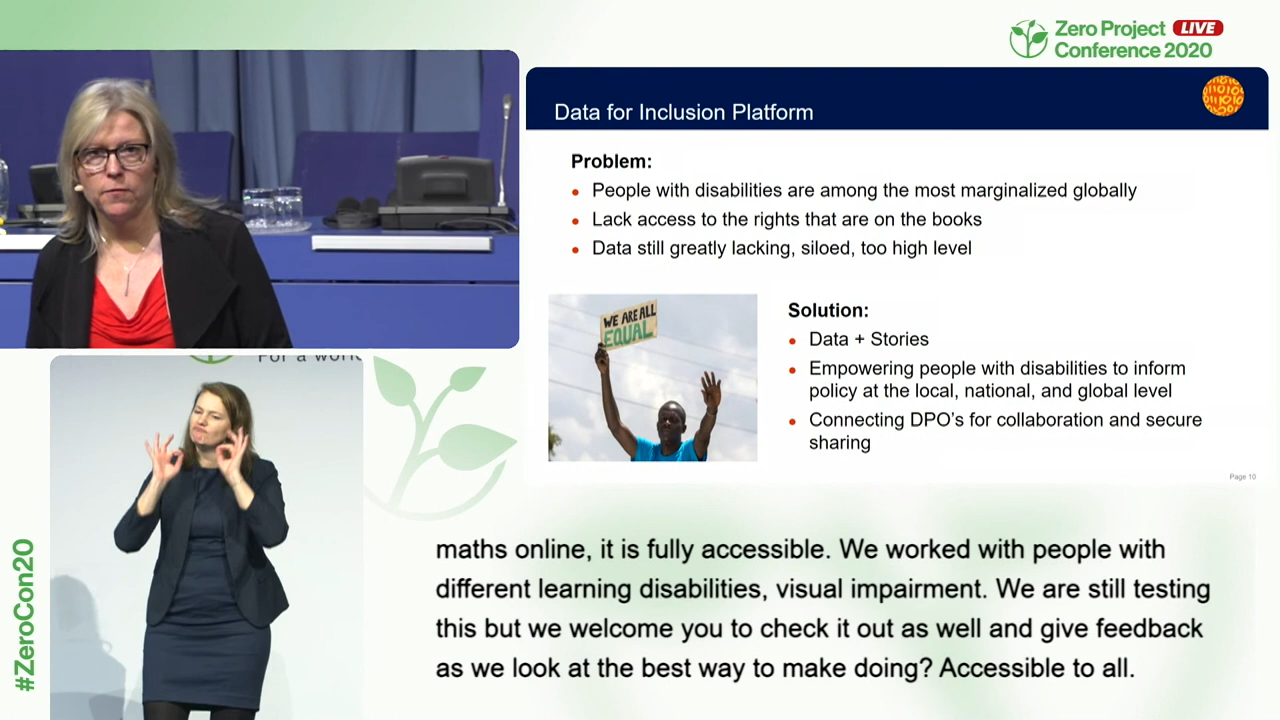 Zero Project LIVE
Conference 2020
Data for Inclusion Platform
Problem:
People with disabilities are among the most marginalized globally
Lack access to the rights that are on the books
Data still greatly lacking, siloed, too high level
WE ARE ALL
EQUAL
Solution:
Data + Stories
Empowering people with disabilities to inform
policy at the local, national, and global level
Connecting DPO's for collaboration and secure
sharing
Page 10
For a
#ZeroCon20
maths online, it is fully accessible. We worked with people with
different learning disabilities, visual impairment. We are still testing
this but we welcome you to check it out as well and give feedback
as we look at the best way to make doing? Accessible to all.